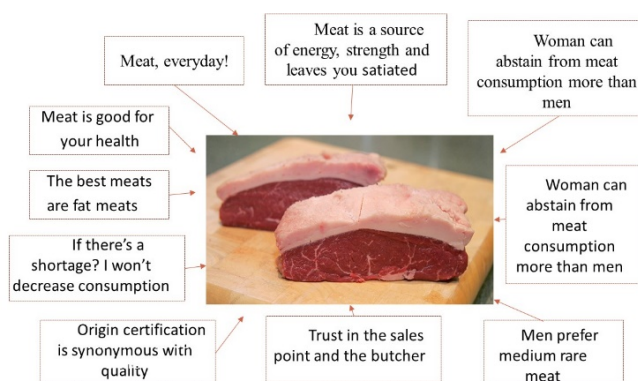 Meat, everyday!
Meat is a source
of energy, strength and
leaves you satiated
Woman can
abstain from meat
consumption more than
men
Meat is good for
your health
The best meats
are fat meats
If there's a
shortage? I won't
decrease consumption
Origin certification
is synonymous with
quality
Trust in the sales
point and the butcher
Woman can
abstain from
meat
consumption
more than men
Men prefer
medium rare
meat